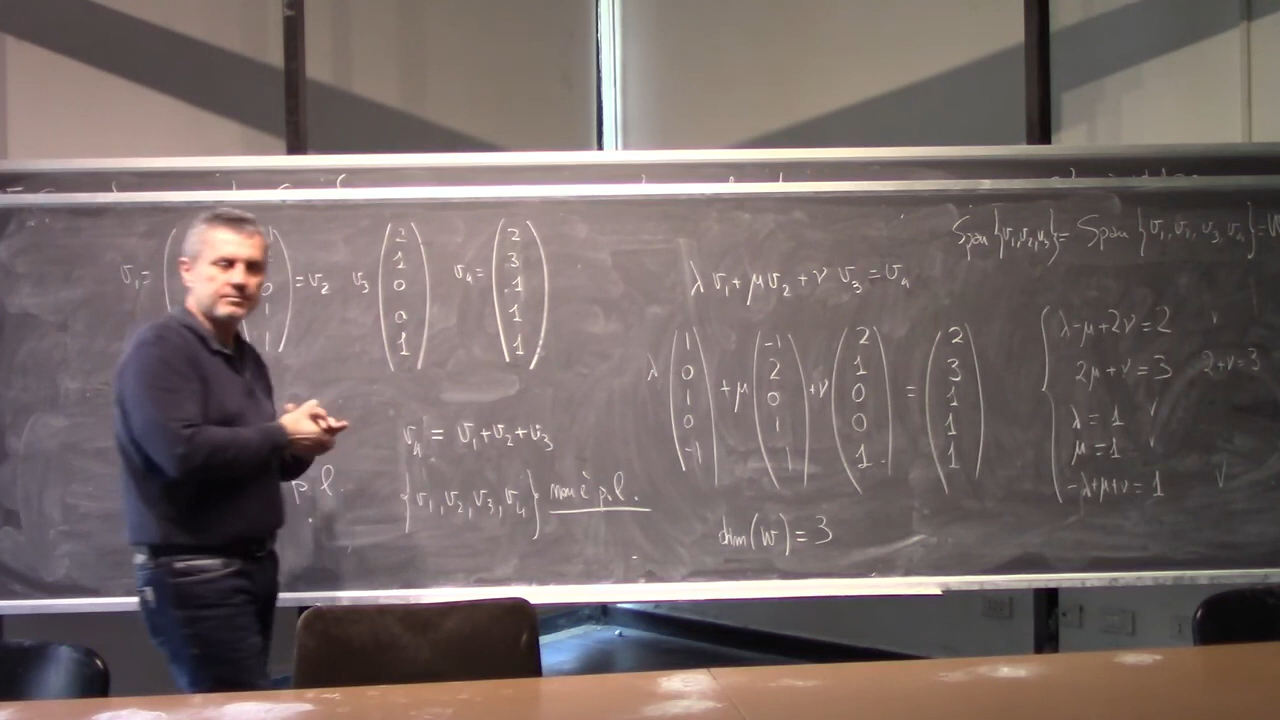 Span {v₁,v₂,v₃} = Span {v₁, v₂, v₃, v₄} = W
v₁ = ( = v₂ v₃ (2 1 0 0 1) v₄ = (2 3 1 1 1)
λ v₁ + μ v₂ + ν v₃ = v₄
λ (1 0 1 0 -1) + μ (-1 2 0 1 1) + ν (2 1 0 0 1) = (2 3 1 1 1)
λ-μ+2ν = 2 ✓
2μ+ν = 3 2+ν=3
λ = 1 ✓
μ = 1 ✓
-λ+μ+ν = 1 ✓
v₄ = v₁+v₂+v₃
p.l.
{v₁, v₂, v₃, v₄} non è p.l.
dim(W) = 3